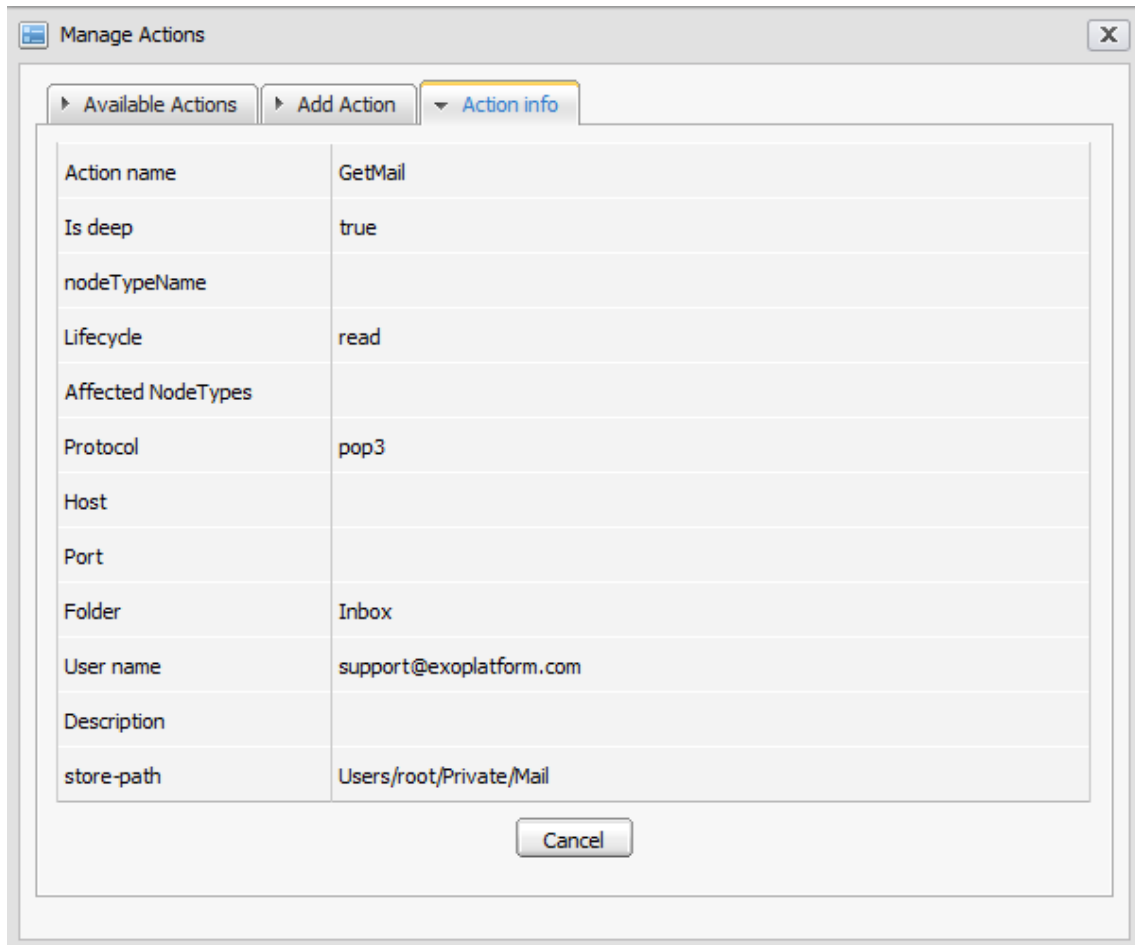 Manage Actions
X
Available Actions Add Action Action info
Action name GetMail
Is deep true
nodeTypeName
Lifecycle read
Affected NodeTypes
Protocol pop3
Host
Port
Folder Inbox
User name support@exoplatform.com
Description
store-path Users/root/Private/Mail
Cancel